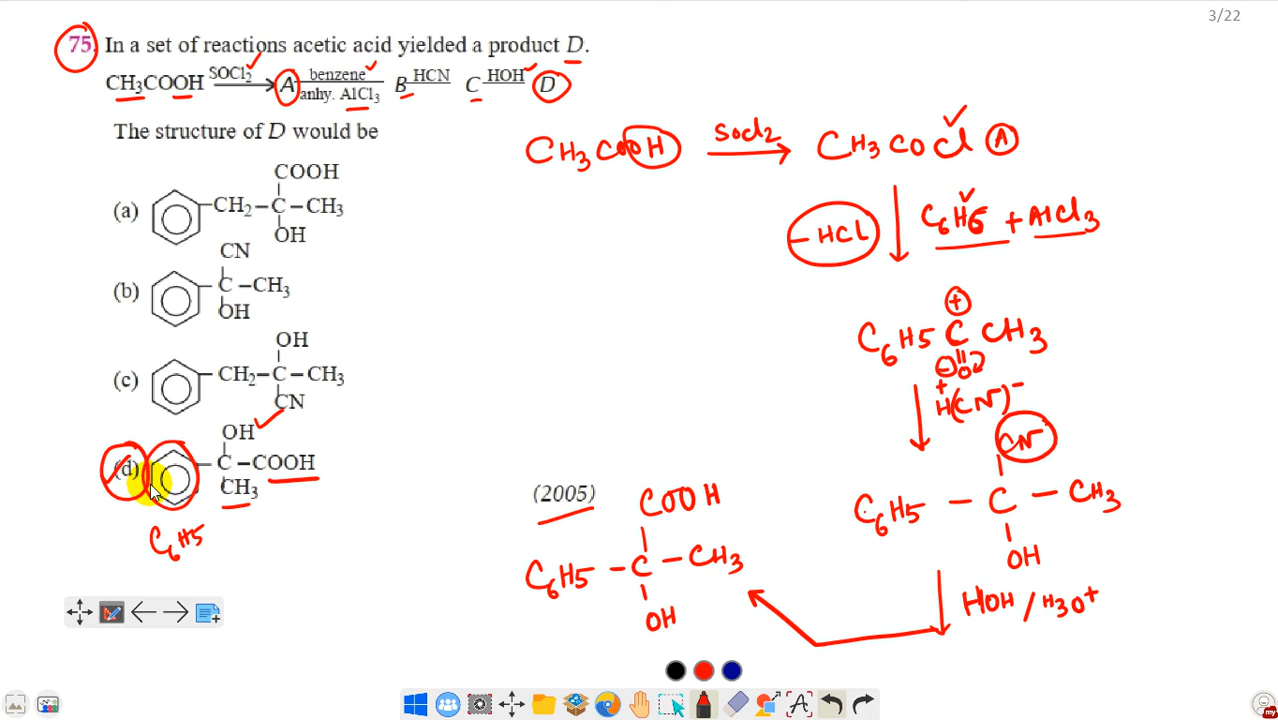 3/22
75. In a set of reactions acetic acid yielded a product D.
CH3COOH SOCl2 A benzene anhy. AlCl3 B HCN C HOH D
The structure of D would be
(a) COOH
CH2–C–CH3
OH
(b) CN
C–CH3
OH
(c) OH
CH2–C–CH3
CN
(d) OH
C–COOH
CH3
C6H5
(2005)
CH3COOH SOCl2 CH3COCl A
–HCl C6H6 + AlCl3
+
C6H5 C CH3
– O
+ H(CN)–
CN
C6H5 – C – CH3
OH
HOH / H3O+
COOH
C6H5 – C – CH3
OH
A
my